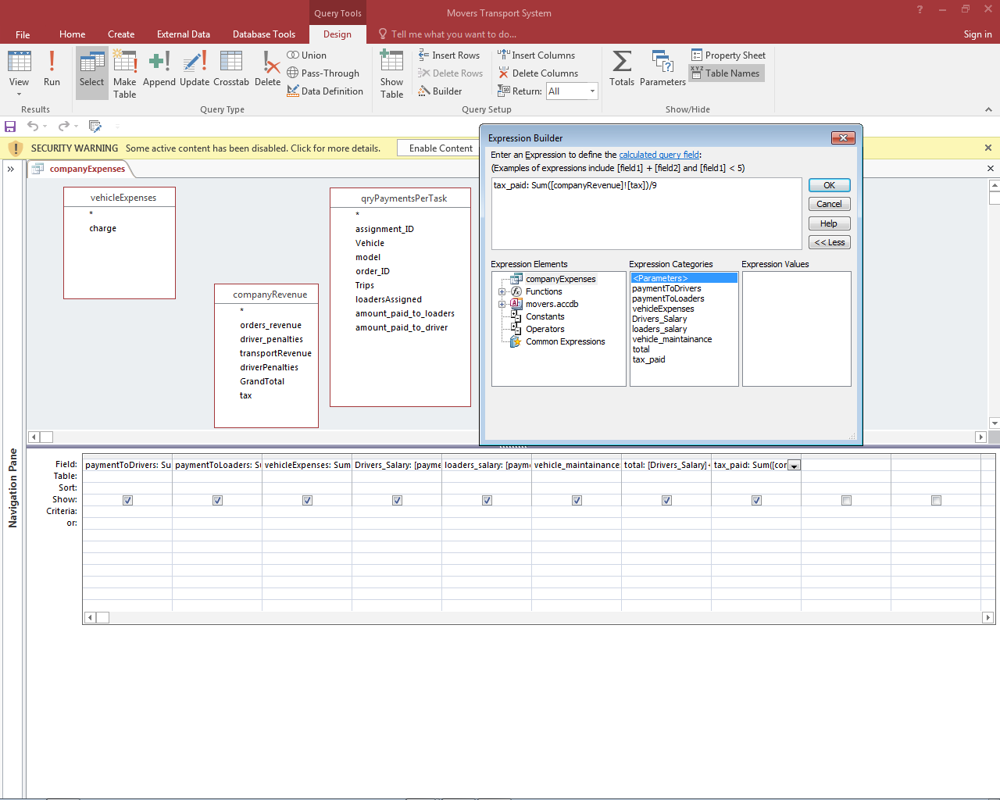 Query Tools
Movers Transport System
File Home Create External Data Database Tools Design Tell me what you want to do... Sign in
View
Run
Select
Make Table
Append
Update
Crosstab
Delete
Union
Pass-Through
Data Definition
Show Table
Insert Rows
Delete Rows
Builder
Insert Columns
Delete Columns
Return: All
Totals
Parameters
Property Sheet
XYZ
Table Names
Results
Query Type
Query Setup
Show/Hide
SECURITY WARNING Some active content has been disabled. Click for more details. Enable Content
companyExpenses
Navigation Pane
vehicleExpenses
*
charge
companyRevenue
*
orders_revenue
driver_penalties
transportRevenue
driverPenalties
GrandTotal
tax
qryPaymentsPerTask
*
assignment_ID
Vehicle
model
order_ID
Trips
loadersAssigned
amount_paid_to_loaders
amount_paid_to_driver
Expression Builder
Enter an Expression to define the calculated query field:
(Examples of expressions include [field1] + [field2] and [field1] < 5)
tax_paid: Sum([companyRevenue]![tax])/9
OK
Cancel
Help
<< Less
Expression Elements
companyExpenses
Functions
movers.accdb
Constants
Operators
Common Expressions
Expression Categories
<Parameters>
paymentToDrivers
paymentToLoaders
vehicleExpenses
Drivers_Salary
loaders_salary
vehicle_maintainance
total
tax_paid
Expression Values
Field: paymentToDrivers: Su paymentToLoaders: Su vehicleExpenses: Sum Drivers_Salary: [payme loaders_salary: [payme vehicle_maintainance: total: [Drivers_Salary]+ tax_paid: Sum([cor
Table:
Sort:
Show:
Criteria:
or: